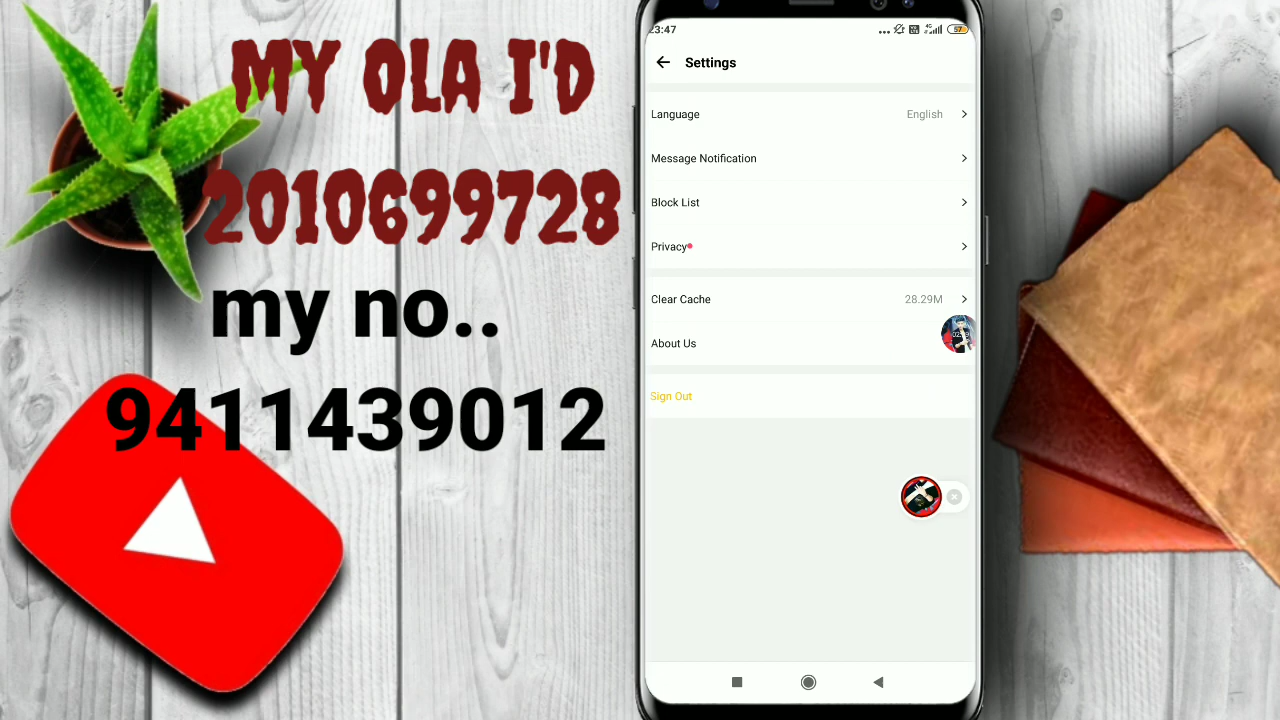 MY OLA I'D
2010699728
my no..
9411439012
23:47
57
Settings
Language English
Message Notification
Block List
Privacy
Clear Cache 28.29M
About Us
Sign Out